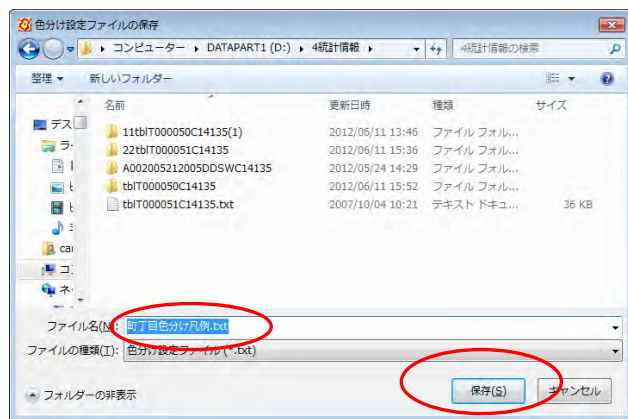 色分け設定ファイルの保存
コンピューター ▸ DATAPART1 (D:) ▸ 4統計情報 ▸
4統計情報の検索
整理 ▼ 新しいフォルダー
名前 更新日時 種類 サイズ
11tblT000050C14135(1) 2012/06/11 13:46 ファイル フォル...
22tblT000051C14135 2012/06/11 15:36 ファイル フォル...
A002005212005DDSWC14135 2012/05/24 14:29 ファイル フォル...
tblT000050C14135 2012/06/11 15:52 ファイル フォル...
tblT000051C14135.txt 2007/10/04 10:21 テキスト ドキュ... 36 KB
デス
ラ
car
コ
ネ
ファイル名(N): 町丁目色分け凡例.txt
ファイルの種類(T): 色分け設定ファイル (*.txt)
フォルダーの非表示
保存(S) キャンセル